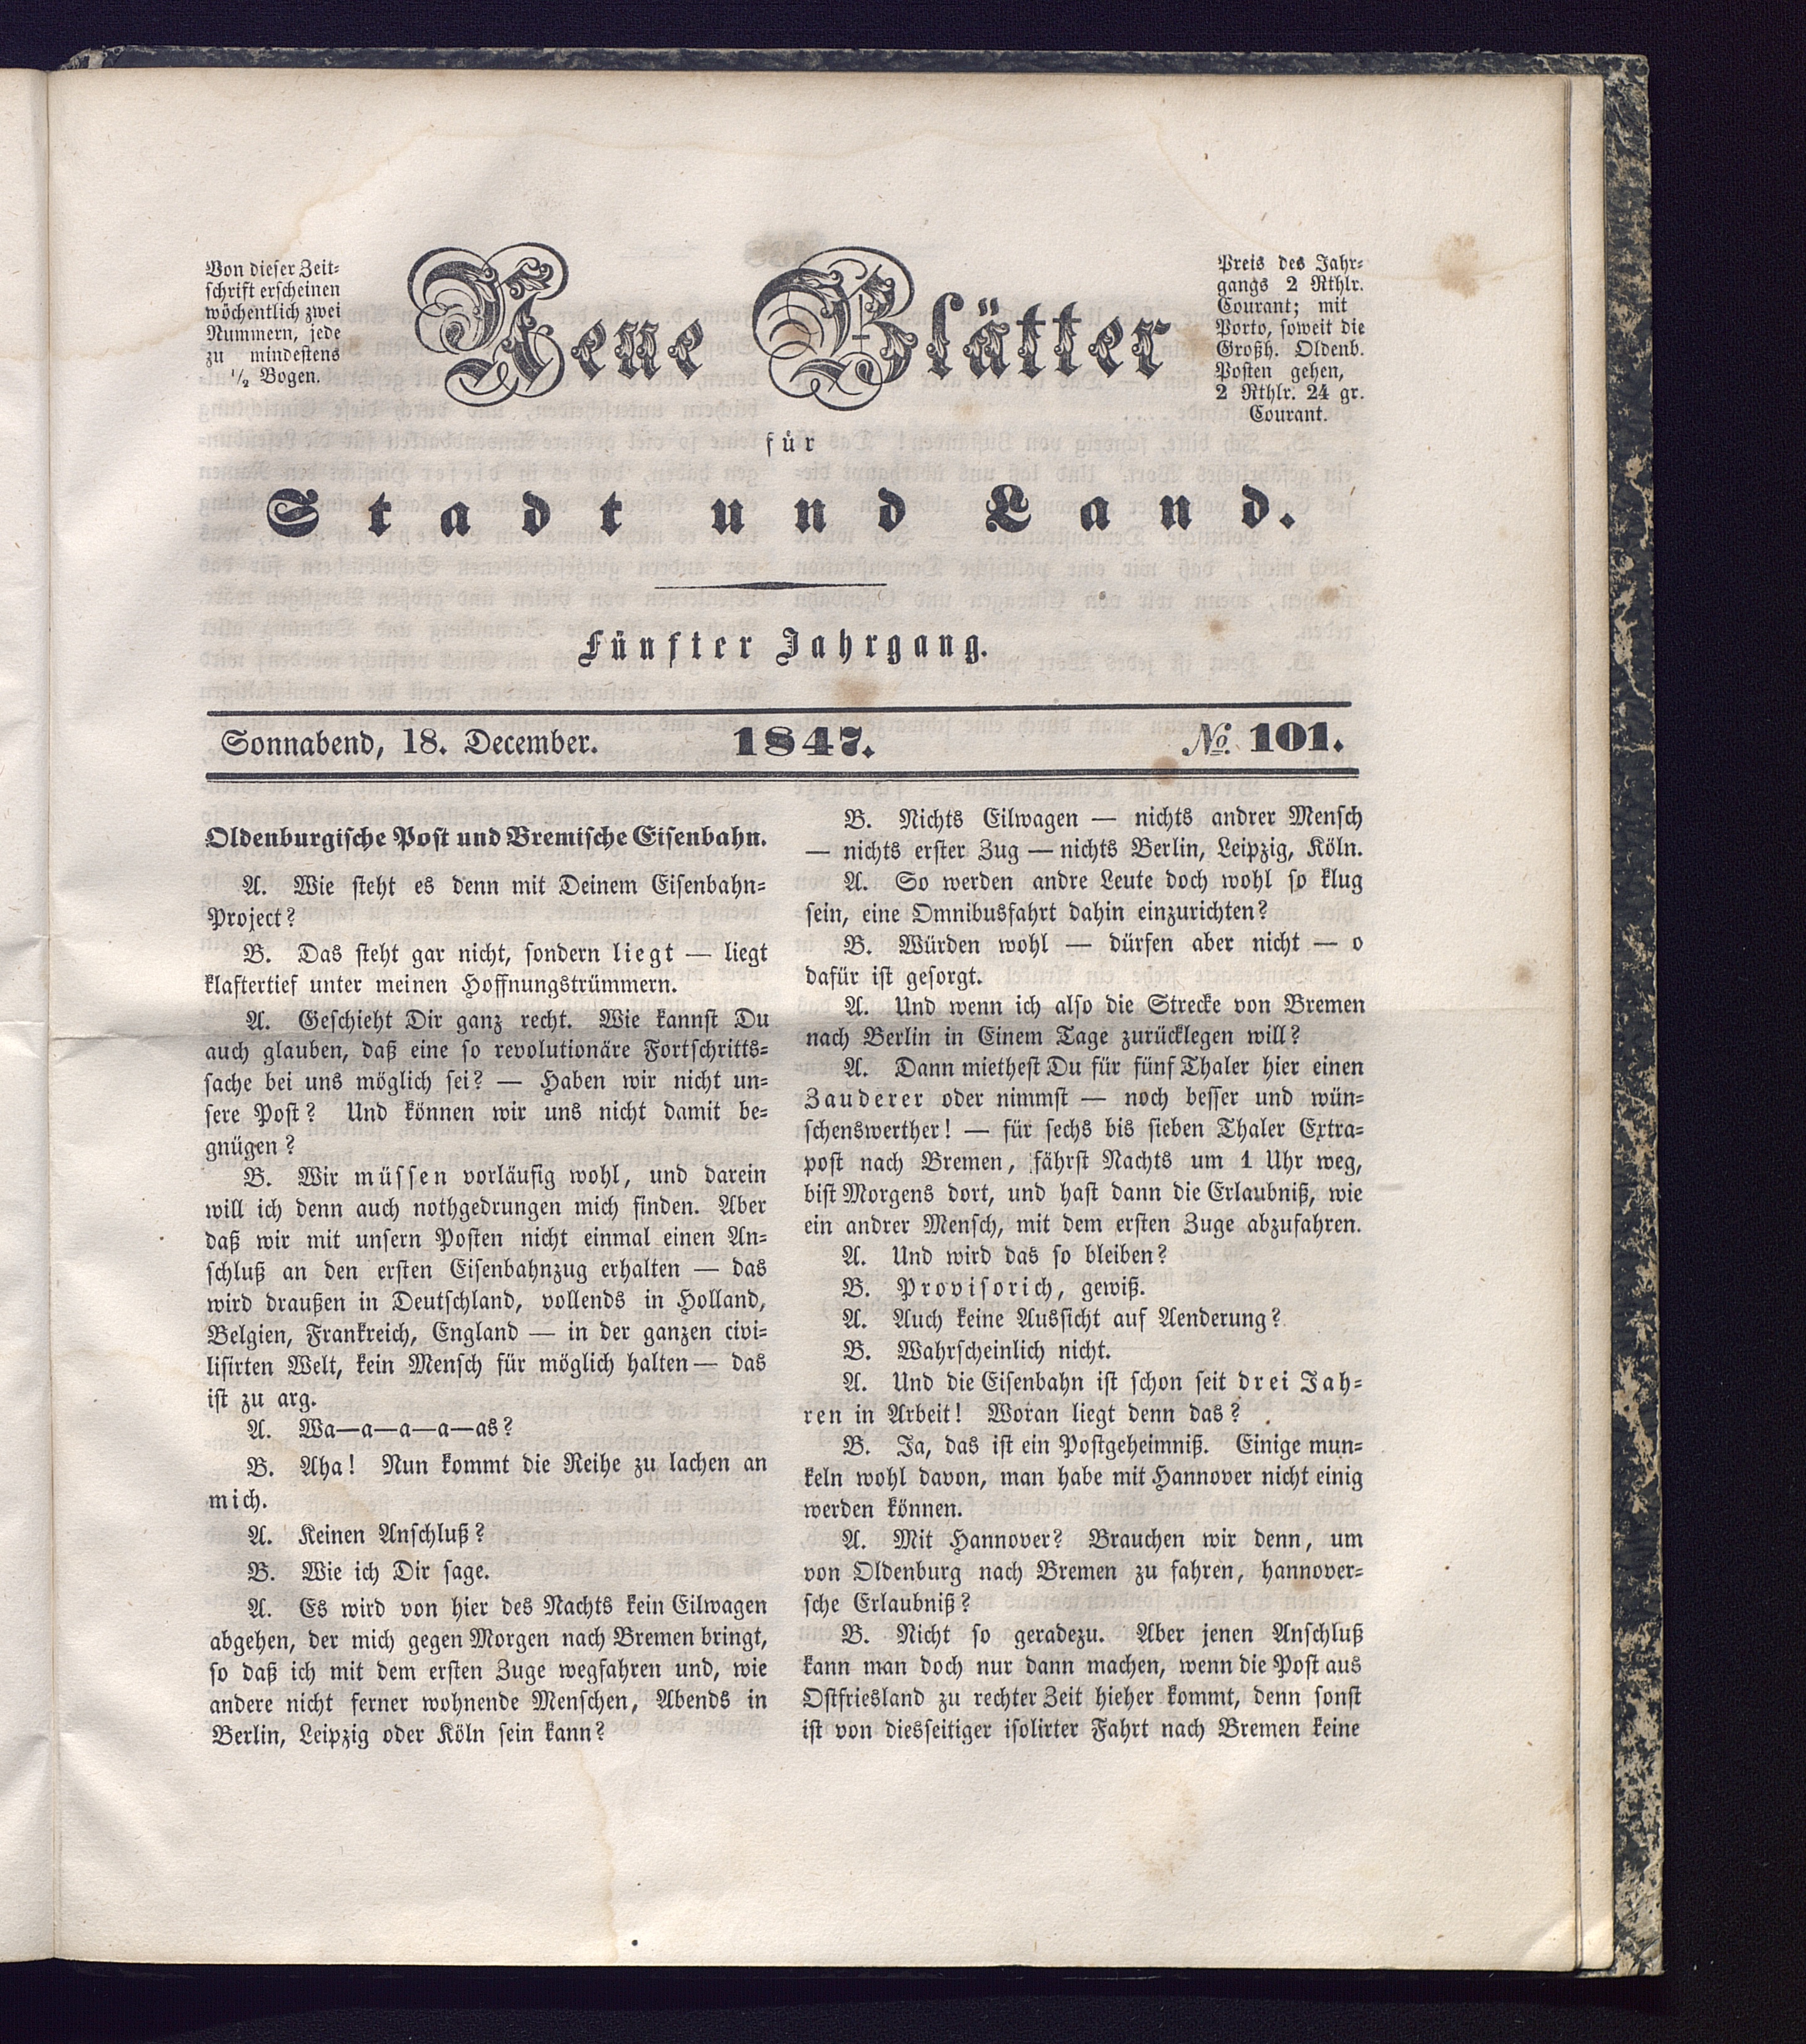 Von dieser Zeit-
schrift erscheinen
wöchentlich zwei
Nummern, jede
zu mindestens
1/2 Bogen.
Neue Blätter
Preis des Jahr-
gangs 2 Rthlr.
Courant; mit
Porto, soweit die
Großh. Oldenb.
Posten gehen,
2 Rthlr. 24 gr.
Courant.
für
Stadt und Land.
Fünfter Jahrgang.
Sonnabend, 18. December. 1847. No. 101.
Oldenburgische Post und Bremische Eisenbahn.
A. Wie steht es denn mit Deinem Eisenbahn-
Project?
B. Das steht gar nicht, sondern liegt — liegt
klaftertief unter meinen Hoffnungstrümmern.
A. Geschieht Dir ganz recht. Wie kannst Du
auch glauben, daß eine so revolutionäre Fortschritts-
sache bei uns möglich sei? — Haben wir nicht un-
sere Post? Und können wir uns nicht damit be-
gnügen?
B. Wir müssen vorläufig wohl, und darein
will ich denn auch nothgedrungen mich finden. Aber
daß wir mit unsern Posten nicht einmal einen An-
schluß an den ersten Eisenbahnzug erhalten — das
wird draußen in Deutschland, vollends in Holland,
Belgien, Frankreich, England — in der ganzen civi-
lisirten Welt, kein Mensch für möglich halten — das
ist zu arg.
A. Wa—a—a—a—as?
B. Aha! Nun kommt die Reihe zu lachen an
mich.
A. Keinen Anschluß?
B. Wie ich Dir sage.
A. Es wird von hier des Nachts kein Eilwagen
abgehen, der mich gegen Morgen nach Bremen bringt,
so daß ich mit dem ersten Zuge wegfahren und, wie
andere nicht ferner wohnende Menschen, Abends in
Berlin, Leipzig oder Köln sein kann?
B. Nichts Eilwagen — nichts andrer Mensch
— nichts erster Zug — nichts Berlin, Leipzig, Köln.
A. So werden andre Leute doch wohl so klug
sein, eine Omnibusfahrt dahin einzurichten?
B. Würden wohl — dürfen aber nicht — o
dafür ist gesorgt.
A. Und wenn ich also die Strecke von Bremen
nach Berlin in Einem Tage zurücklegen will?
A. Dann miethest Du für fünf Thaler hier einen
Zauderer oder nimmst — noch besser und wün-
schenswerther! — für sechs bis sieben Thaler Extra-
post nach Bremen, fährst Nachts um 1 Uhr weg,
bist Morgens dort, und hast dann die Erlaubniß, wie
ein andrer Mensch, mit dem ersten Zuge abzufahren.
A. Und wird das so bleiben?
B. Provisorich, gewiß.
A. Auch keine Aussicht auf Aenderung?
B. Wahrscheinlich nicht.
A. Und die Eisenbahn ist schon seit drei Jah-
ren in Arbeit! Woran liegt denn das?
B. Ja, das ist ein Postgeheimniß. Einige mun-
keln wohl davon, man habe mit Hannover nicht einig
werden können.
A. Mit Hannover? Brauchen wir denn, um
von Oldenburg nach Bremen zu fahren, hannover-
sche Erlaubniß?
B. Nicht so geradezu. Aber jenen Anschluß
kann man doch nur dann machen, wenn die Post aus
Ostfriesland zu rechter Zeit hieher kommt, denn sonst
ist von diesseitiger isolirter Fahrt nach Bremen keine